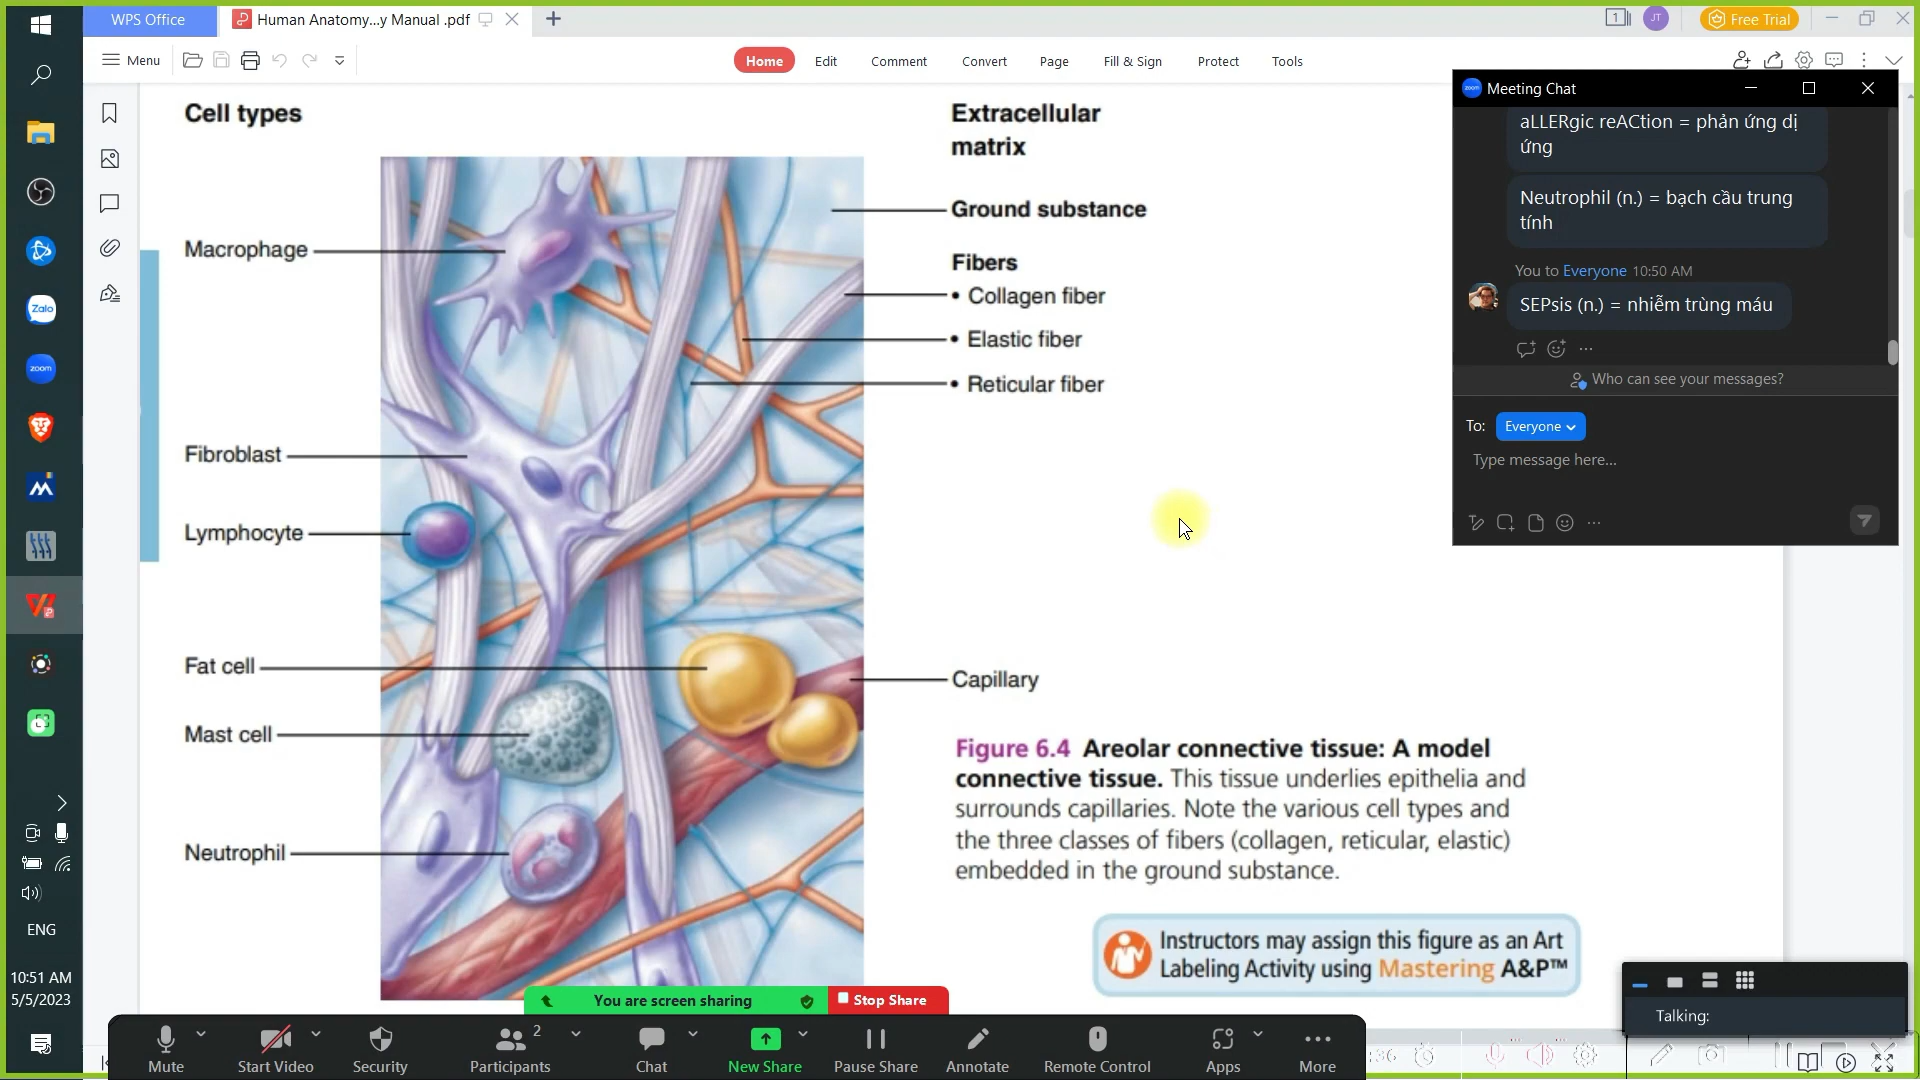 WPS Office
Human Anatomy...y Manual .pdf
1
JT
Free Trial
Menu
Home
Edit
Comment
Convert
Page
Fill & Sign
Protect
Tools
Cell types
Macrophage
Fibroblast
Lymphocyte
Fat cell
Mast cell
Neutrophil
Extracellular
matrix
Ground substance
Fibers
• Collagen fiber
• Elastic fiber
• Reticular fiber
Capillary
Figure 6.4 Areolar connective tissue: A model
connective tissue. This tissue underlies epithelia and
surrounds capillaries. Note the various cell types and
the three classes of fibers (collagen, reticular, elastic)
embedded in the ground substance.
Instructors may assign this figure as an Art
Labeling Activity using Mastering A&P™
zoom
Meeting Chat
aLLERgic reACtion = phản ứng dị
ứng
Neutrophil (n.) = bạch cầu trung
tính
You to Everyone 10:50 AM
SEPsis (n.) = nhiễm trùng máu
Who can see your messages?
To: Everyone
Type message here...
Zalo
zoom
ENG
10:51 AM
5/5/2023
You are screen sharing
Stop Share
Mute
Start Video
Security
Participants
2
Chat
New Share
Pause Share
Annotate
Remote Control
Apps
More
Talking: